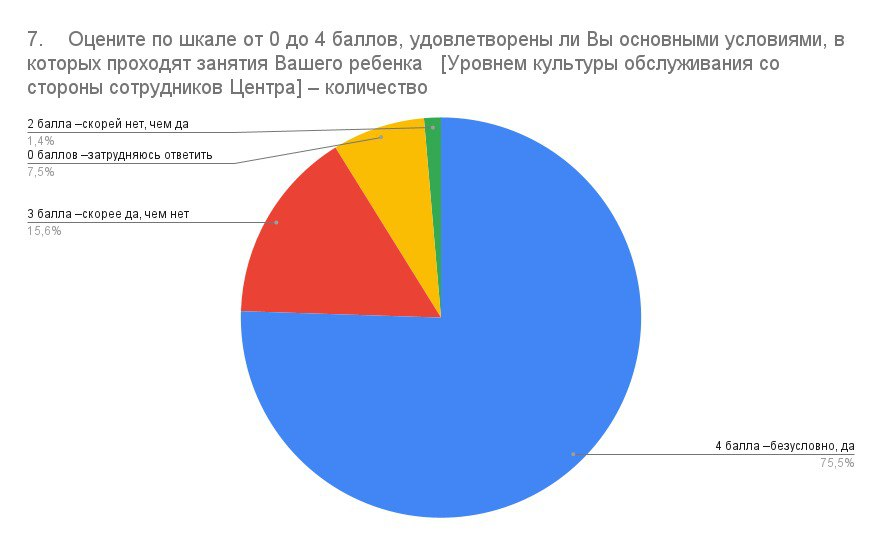 7. Оцените по шкале от 0 до 4 баллов, удовлетворены ли Вы основными условиями, в
которых проходят занятия Вашего ребенка [Уровнем культуры обслуживания со
стороны сотрудников Центра] – количество
2 балла –скорей нет, чем да
1,4%
0 баллов –затрудняюсь ответить
7,5%
3 балла –скорее да, чем нет
15,6%
4 балла –безусловно, да
75,5%